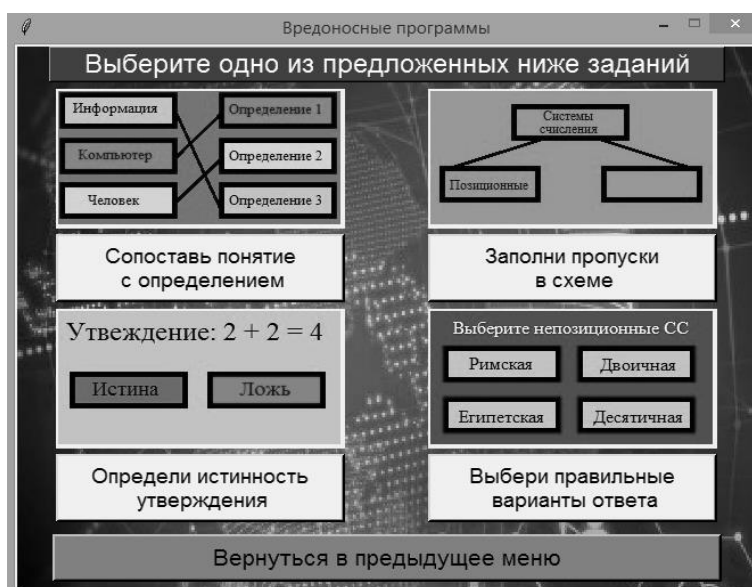 Вредоносные программы
Выберите одно из предложенных ниже заданий
Информация
Определение 1
Компьютер
Определение 2
Человек
Определение 3
Системы
счисления
Позиционные
Сопоставь понятие
с определением
Заполни пропуски
в схеме
Утвеждение: 2 + 2 = 4
Истина
Ложь
Выберите непозиционные СС
Римская
Двоичная
Египетская
Десятичная
Определи истинность
утверждения
Выбери правильные
варианты ответа
Вернуться в предыдущее меню